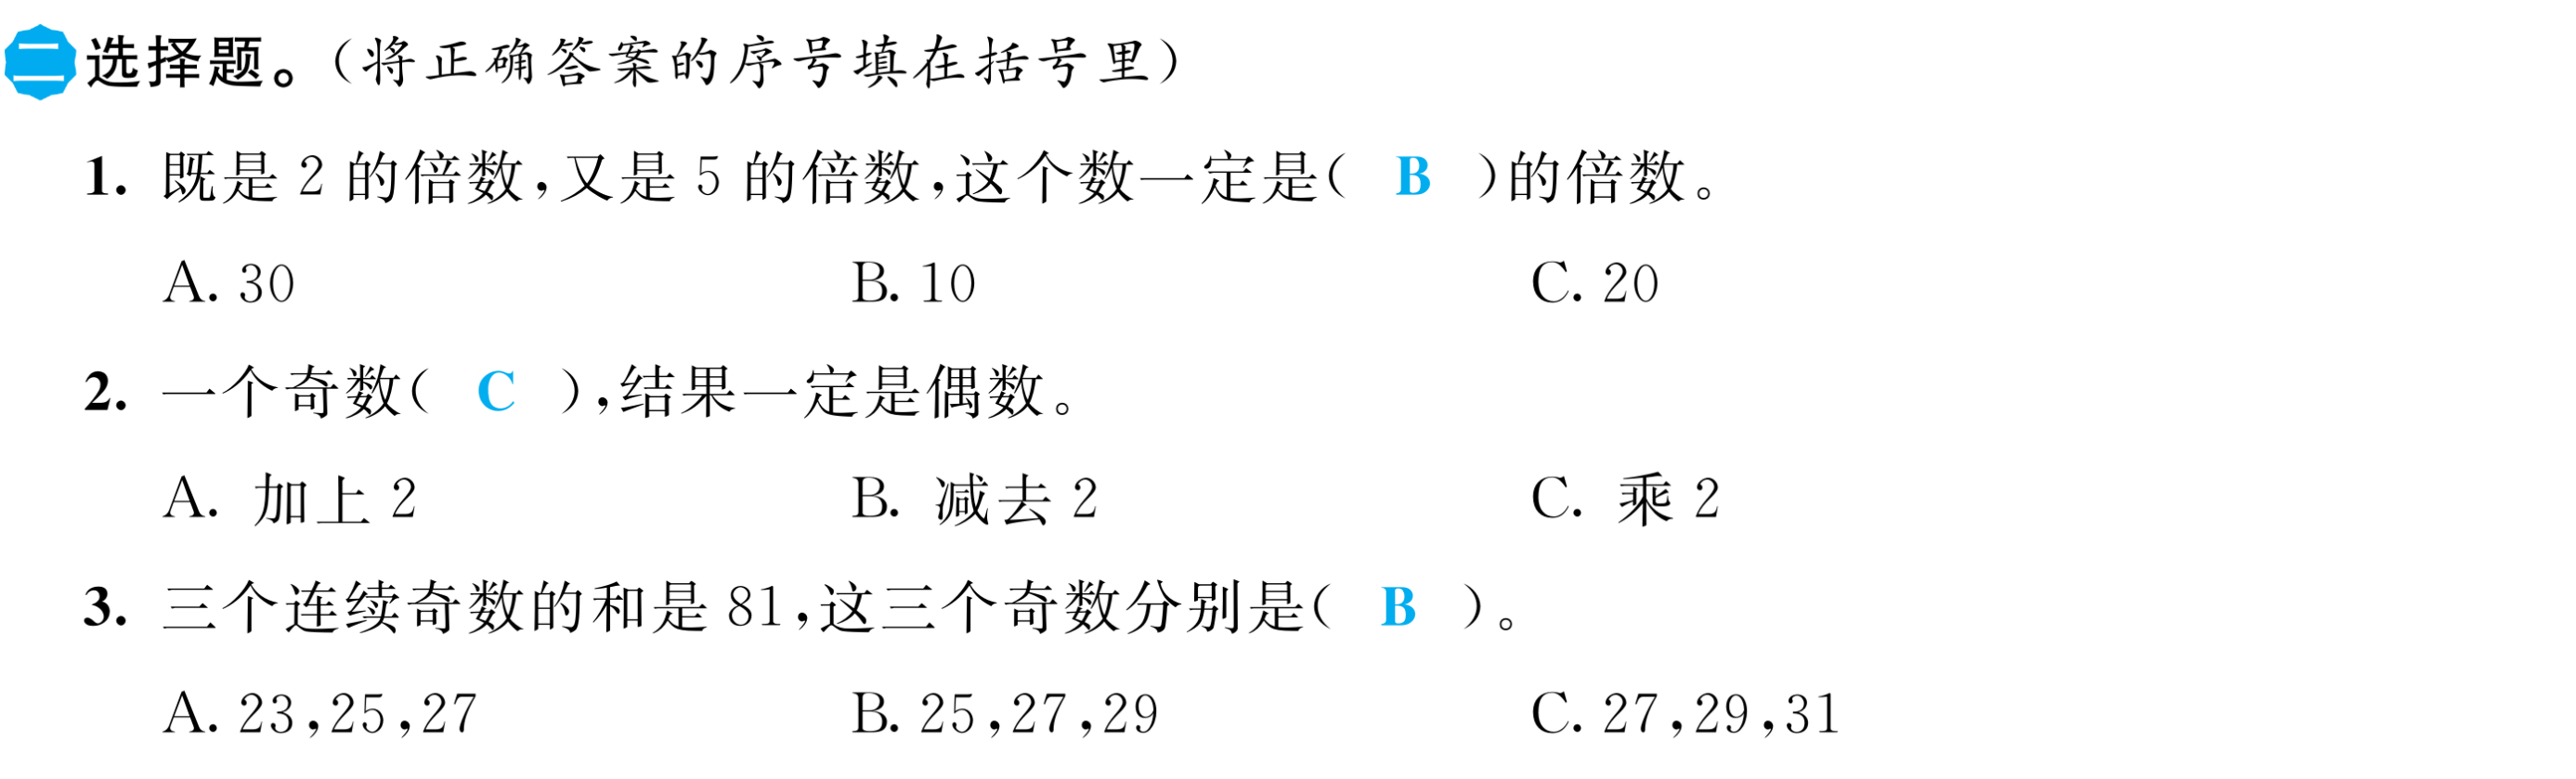 二 选择题。(将正确答案的序号填在括号里)
1. 既是 2 的倍数,又是 5 的倍数,这个数一定是( B )的倍数。
A. 30 B. 10 C. 20
2. 一个奇数( C ),结果一定是偶数。
A. 加上 2 B. 减去 2 C. 乘 2
3. 三个连续奇数的和是 81,这三个奇数分别是( B )。
A. 23,25,27 B. 25,27,29 C. 27,29,31